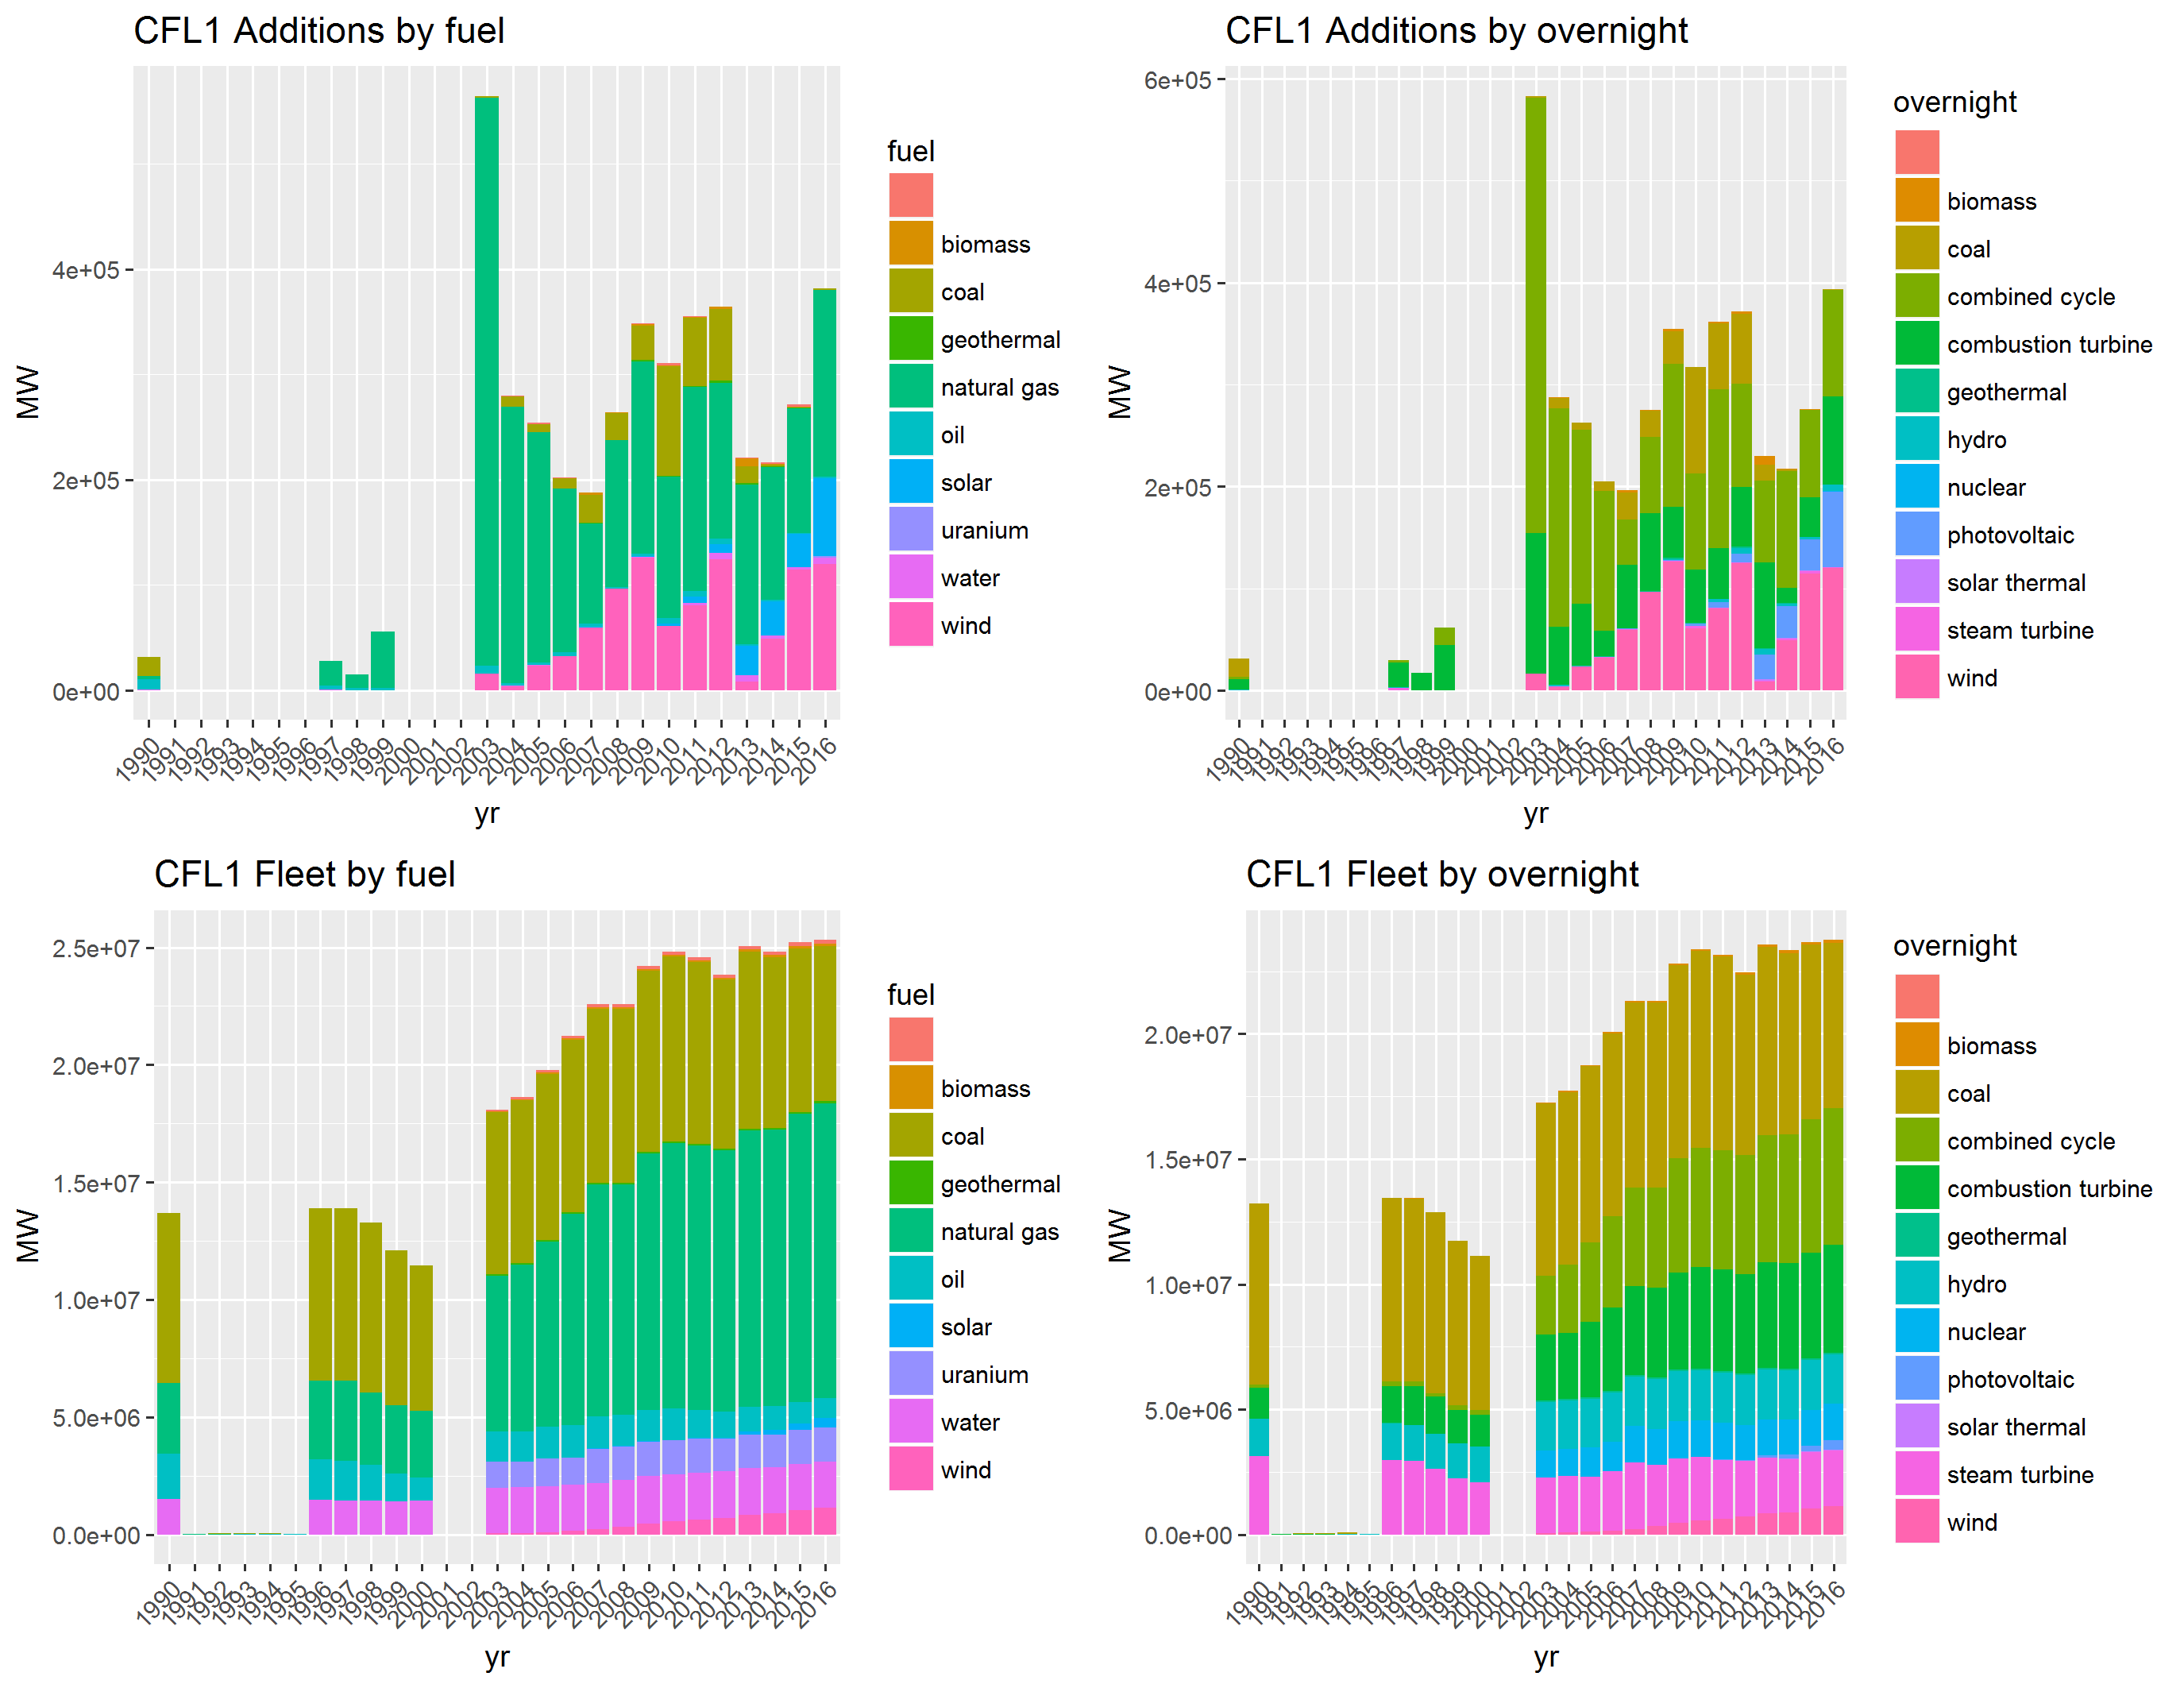 CFL1 Additions by fuel
MW
4e+05
2e+05
0e+00
1990 1991 1992 1993 1994 1995 1996 1997 1998 1999 2000 2001 2002 2003 2004 2005 2006 2007 2008 2009 2010 2011 2012 2013 2014 2015 2016
yr
fuel
biomass
coal
geothermal
natural gas
oil
solar
uranium
water
wind
CFL1 Additions by overnight
MW
6e+05
4e+05
2e+05
0e+00
1990 1991 1992 1993 1994 1995 1996 1997 1998 1999 2000 2001 2002 2003 2004 2005 2006 2007 2008 2009 2010 2011 2012 2013 2014 2015 2016
yr
overnight
biomass
coal
combined cycle
combustion turbine
geothermal
hydro
nuclear
photovoltaic
solar thermal
steam turbine
wind
CFL1 Fleet by fuel
MW
2.5e+07
2.0e+07
1.5e+07
1.0e+07
5.0e+06
0.0e+00
1990 1991 1992 1993 1994 1995 1996 1997 1998 1999 2000 2001 2002 2003 2004 2005 2006 2007 2008 2009 2010 2011 2012 2013 2014 2015 2016
yr
fuel
biomass
coal
geothermal
natural gas
oil
solar
uranium
water
wind
CFL1 Fleet by overnight
MW
2.0e+07
1.5e+07
1.0e+07
5.0e+06
0.0e+00
1990 1991 1992 1993 1994 1995 1996 1997 1998 1999 2000 2001 2002 2003 2004 2005 2006 2007 2008 2009 2010 2011 2012 2013 2014 2015 2016
yr
overnight
biomass
coal
combined cycle
combustion turbine
geothermal
hydro
nuclear
photovoltaic
solar thermal
steam turbine
wind